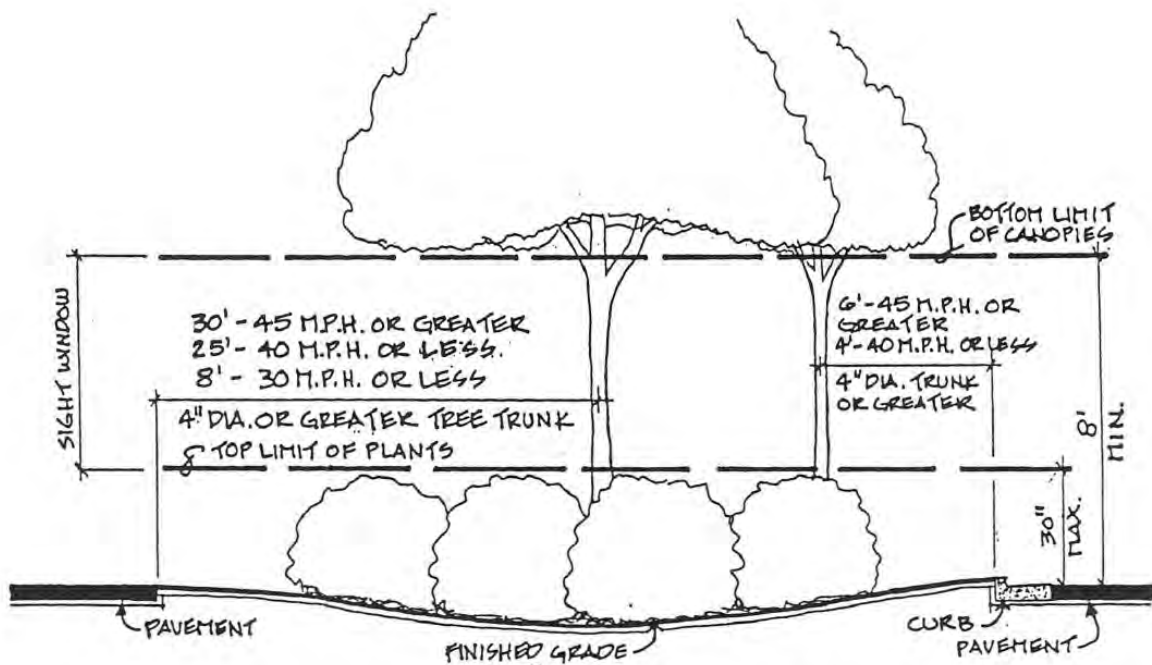 BOTTOM LIMIT
OF CANOPIES
SIGHT WINDOW
30' - 45 M.P.H. OR GREATER
25' - 40 M.P.H. OR LESS.
8' - 30 M.P.H. OR LESS
4" DIA. OR GREATER TREE TRUNK
TOP LIMIT OF PLANTS
6' - 45 M.P.H. OR
GREATER
4' - 40 M.P.H. OR LESS
4" DIA. TRUNK
OR GREATER
8'
MIN.
30"
MAX.
PAVEMENT
FINISHED GRADE
CURB
PAVEMENT